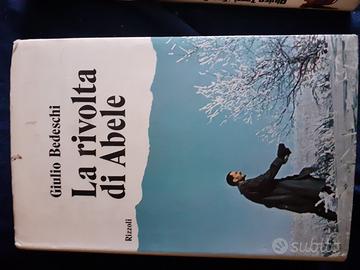 Giulio Bedeschi
La rivolta
di Abele
Rizzoli
subito